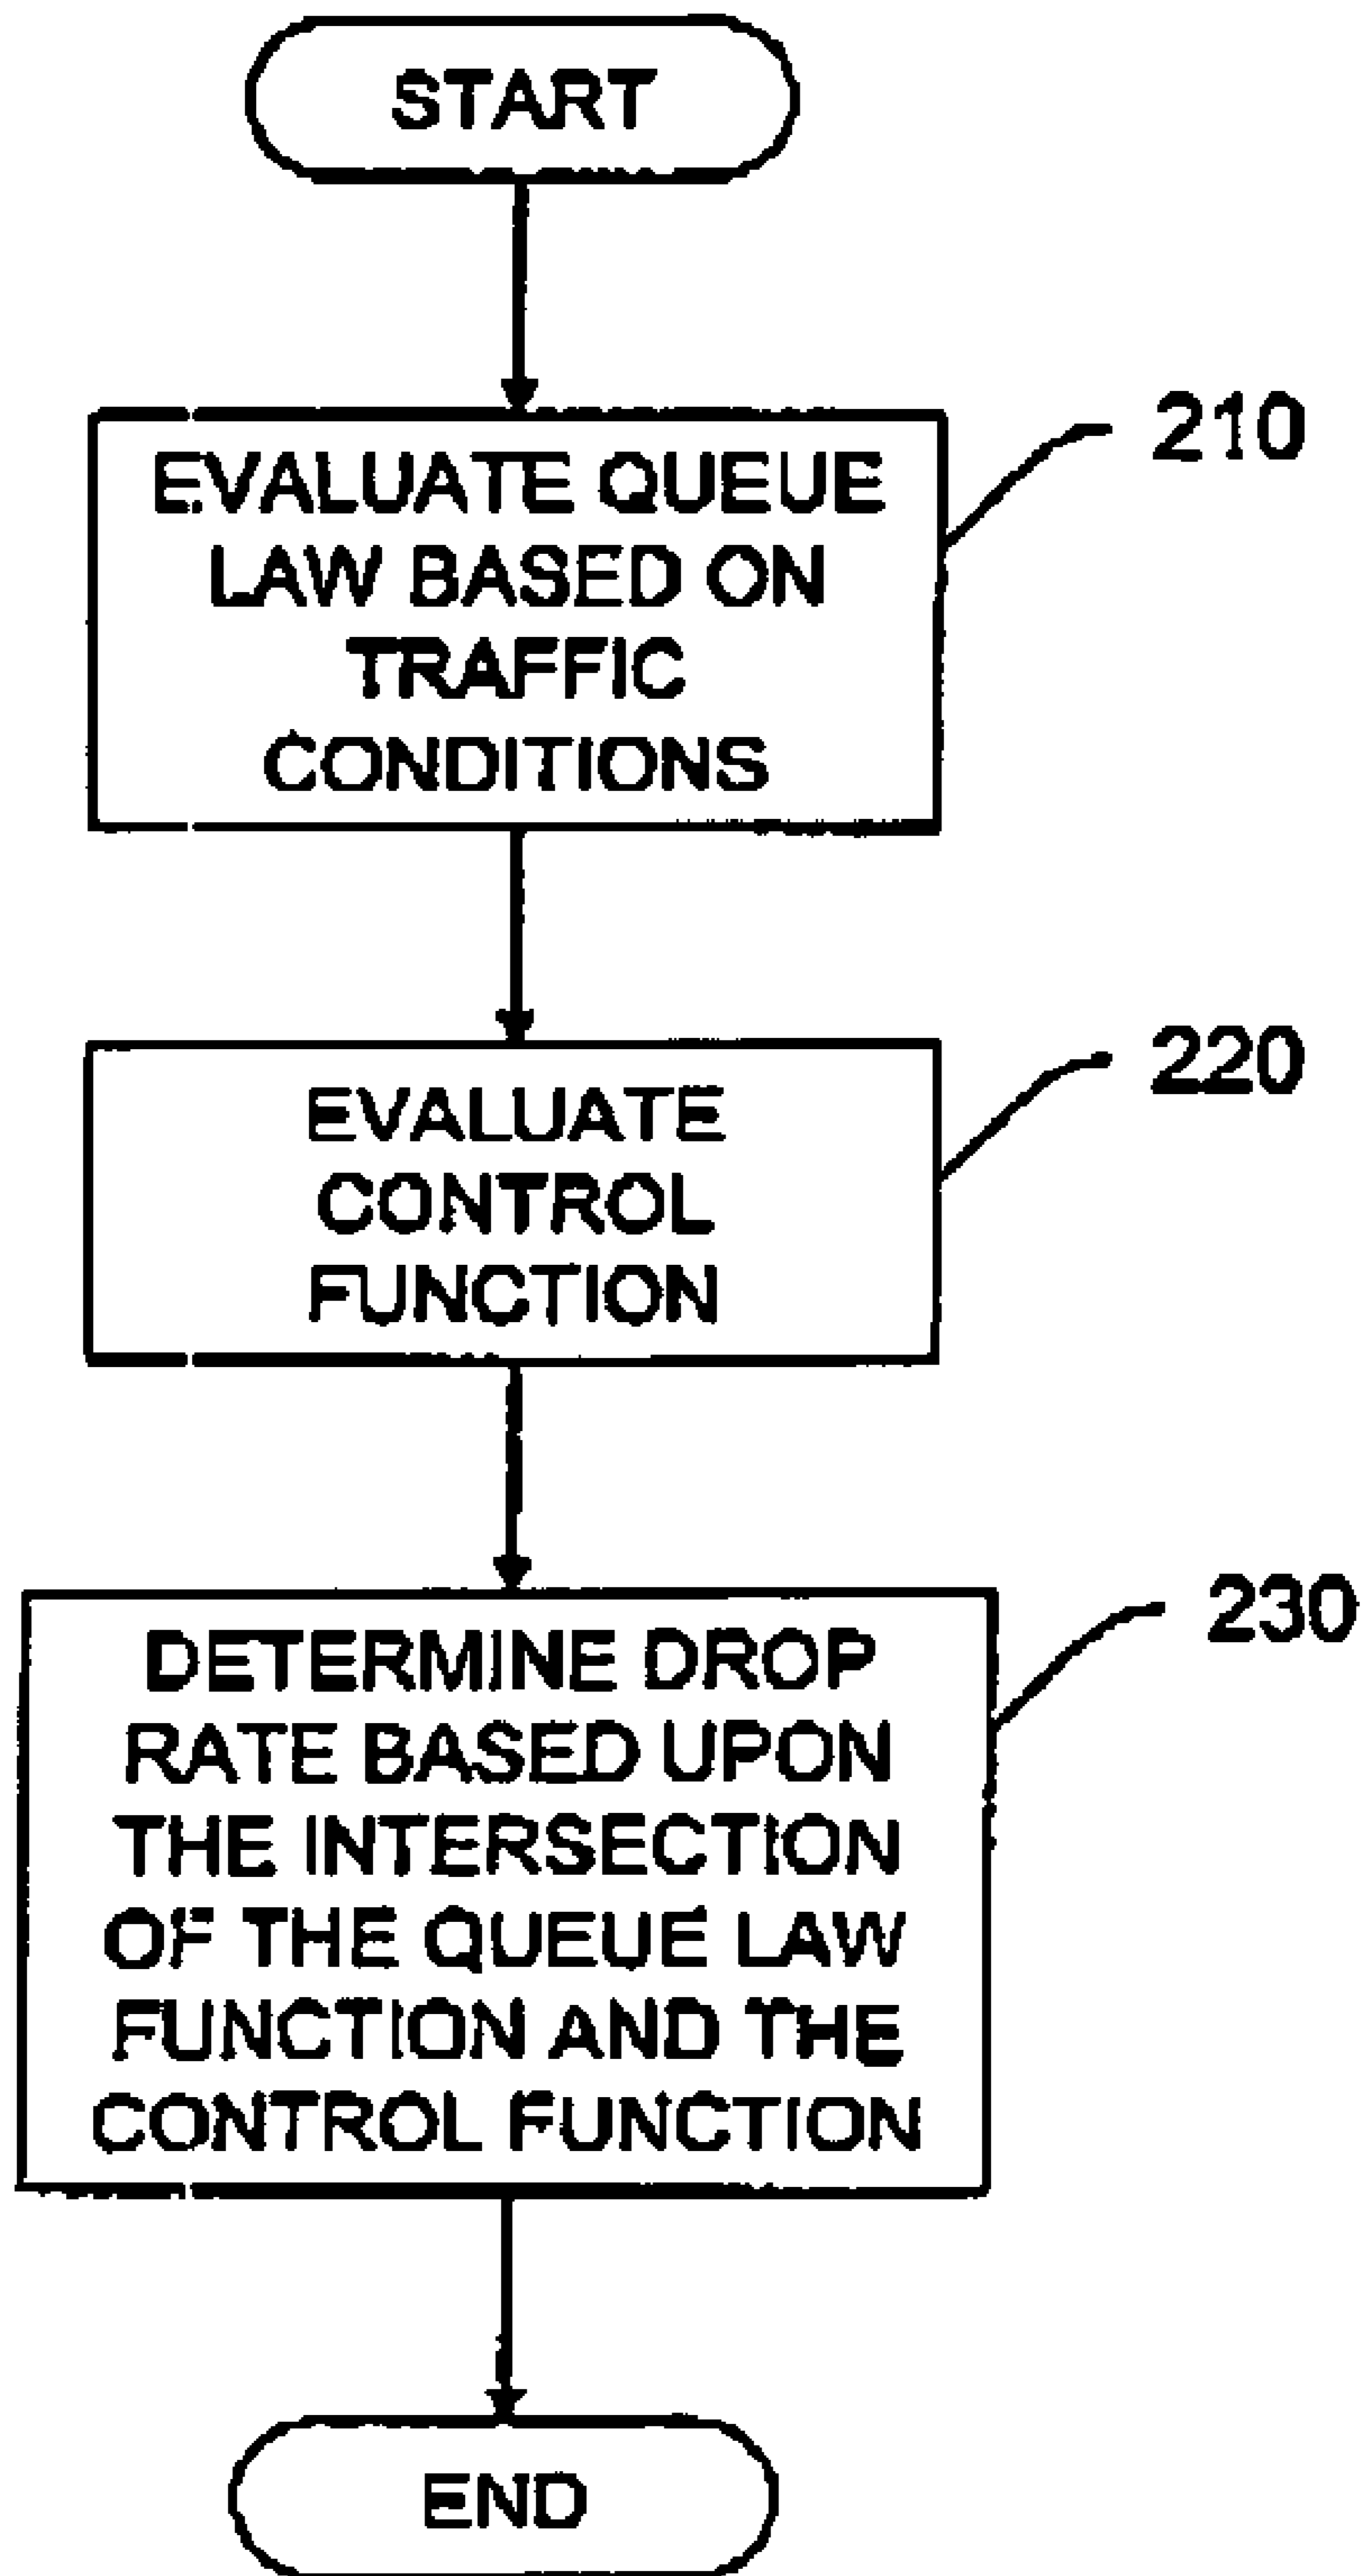 START
EVALUATE QUEUE
LAW BASED ON
TRAFFIC
CONDITIONS
210
EVALUATE
CONTROL
FUNCTION
220
DETERMINE DROP
RATE BASED UPON
THE INTERSECTION
OF THE QUEUE LAW
FUNCTION AND THE
CONTROL FUNCTION
230
END